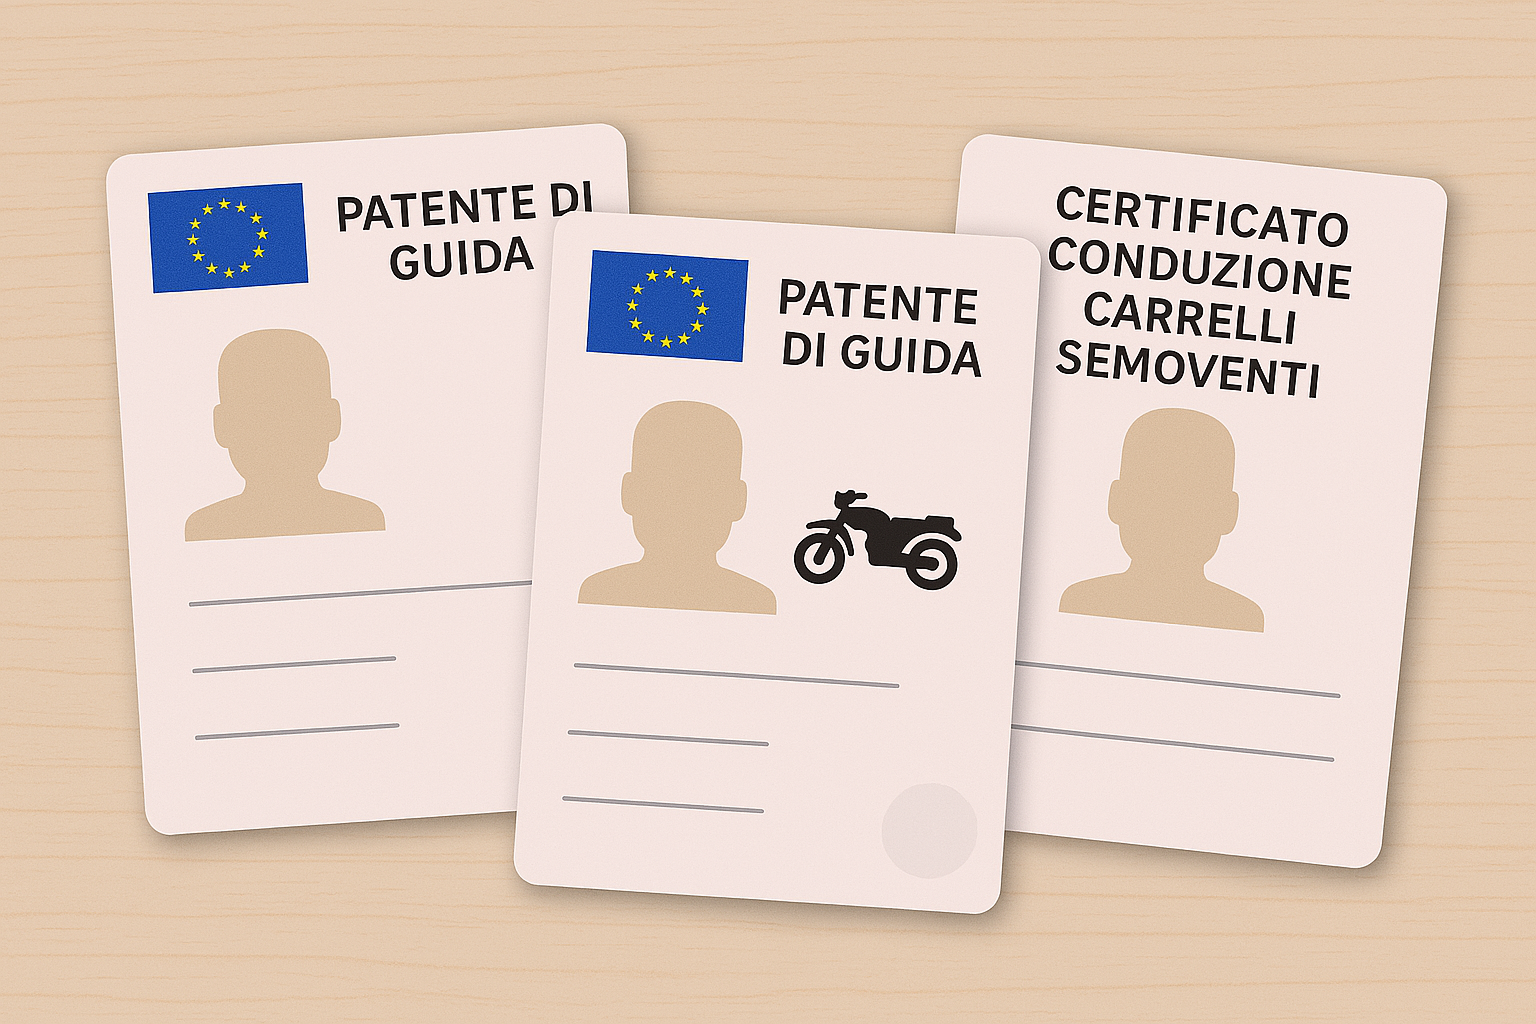 PATENTE DI
GUIDA
PATENTE
DI GUIDA
CERTIFICATO
CONDUZIONE
CARRELLI
SEMOVENTI